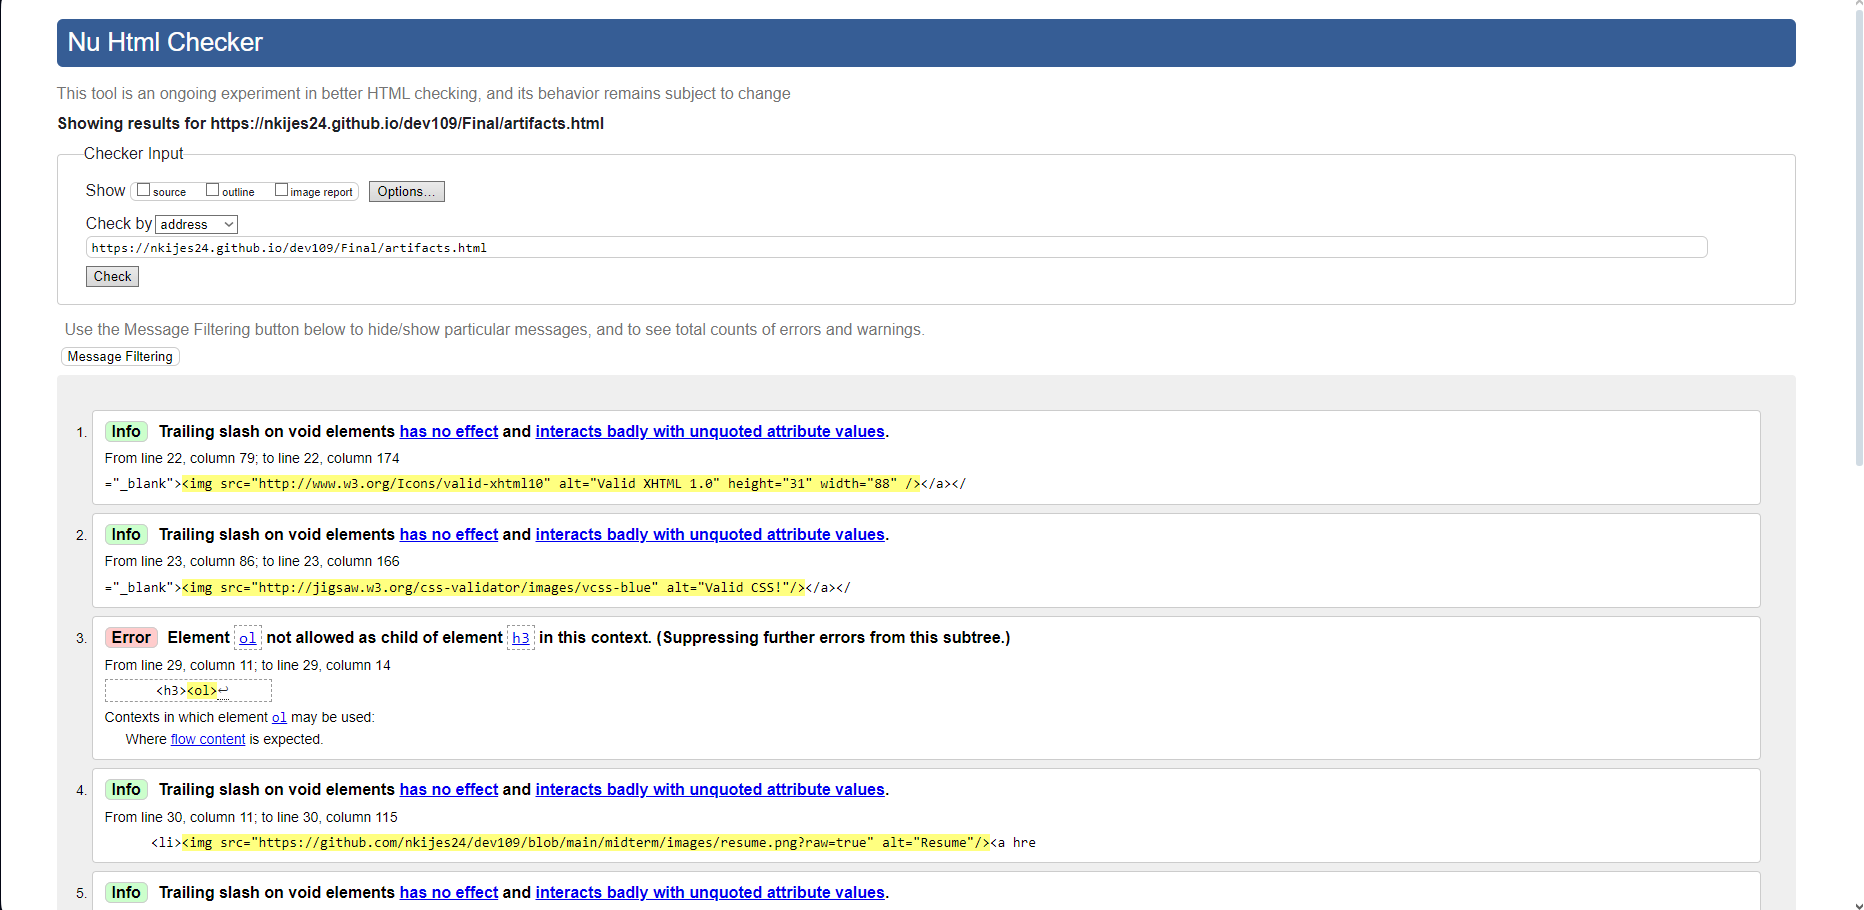 Nu Html Checker
This tool is an ongoing experiment in better HTML checking, and its behavior remains subject to change
Showing results for https://nkijes24.github.io/dev109/Final/artifacts.html
Checker Input
Show source outline image report Options...
Check by address
https://nkijes24.github.io/dev109/Final/artifacts.html
Check
Use the Message Filtering button below to hide/show particular messages, and to see total counts of errors and warnings.
Message Filtering
1. Info Trailing slash on void elements has no effect and interacts badly with unquoted attribute values.
From line 22, column 79; to line 22, column 174
="_blank"><img src="http://www.w3.org/Icons/valid-xhtml10" alt="Valid XHTML 1.0" height="31" width="88" /></a></
2. Info Trailing slash on void elements has no effect and interacts badly with unquoted attribute values.
From line 23, column 86; to line 23, column 166
="_blank"><img src="http://jigsaw.w3.org/css-validator/images/vcss-blue" alt="Valid CSS!"/></a></
3. Error Element ol not allowed as child of element h3 in this context. (Suppressing further errors from this subtree.)
From line 29, column 11; to line 29, column 14
<h3><ol>↩
Contexts in which element ol may be used:
Where flow content is expected.
4. Info Trailing slash on void elements has no effect and interacts badly with unquoted attribute values.
From line 30, column 11; to line 30, column 115
<li><img src="https://github.com/nkijes24/dev109/blob/main/midterm/images/resume.png?raw=true" alt="Resume"/><a hre
5. Info Trailing slash on void elements has no effect and interacts badly with unquoted attribute values.